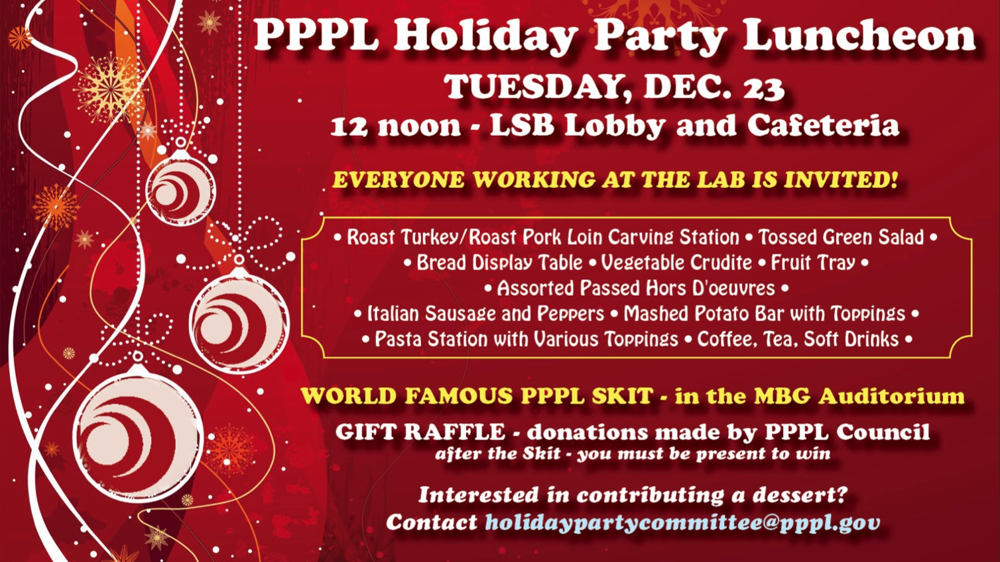 PPPL Holiday Party Luncheon
TUESDAY, DEC. 23
12 noon - LSB Lobby and Cafeteria
EVERYONE WORKING AT THE LAB IS INVITED!
• Roast Turkey/Roast Pork Loin Carving Station • Tossed Green Salad •
• Bread Display Table • Vegetable Crudite • Fruit Tray •
• Assorted Passed Hors D'oeuvres •
• Italian Sausage and Peppers • Mashed Potato Bar with Toppings •
• Pasta Station with Various Toppings • Coffee, Tea, Soft Drinks •
WORLD FAMOUS PPPL SKIT - in the MBG Auditorium
GIFT RAFFLE - donations made by PPPL Council
after the Skit - you must be present to win
Interested in contributing a dessert?
Contact holidaypartycommittee@pppl.gov